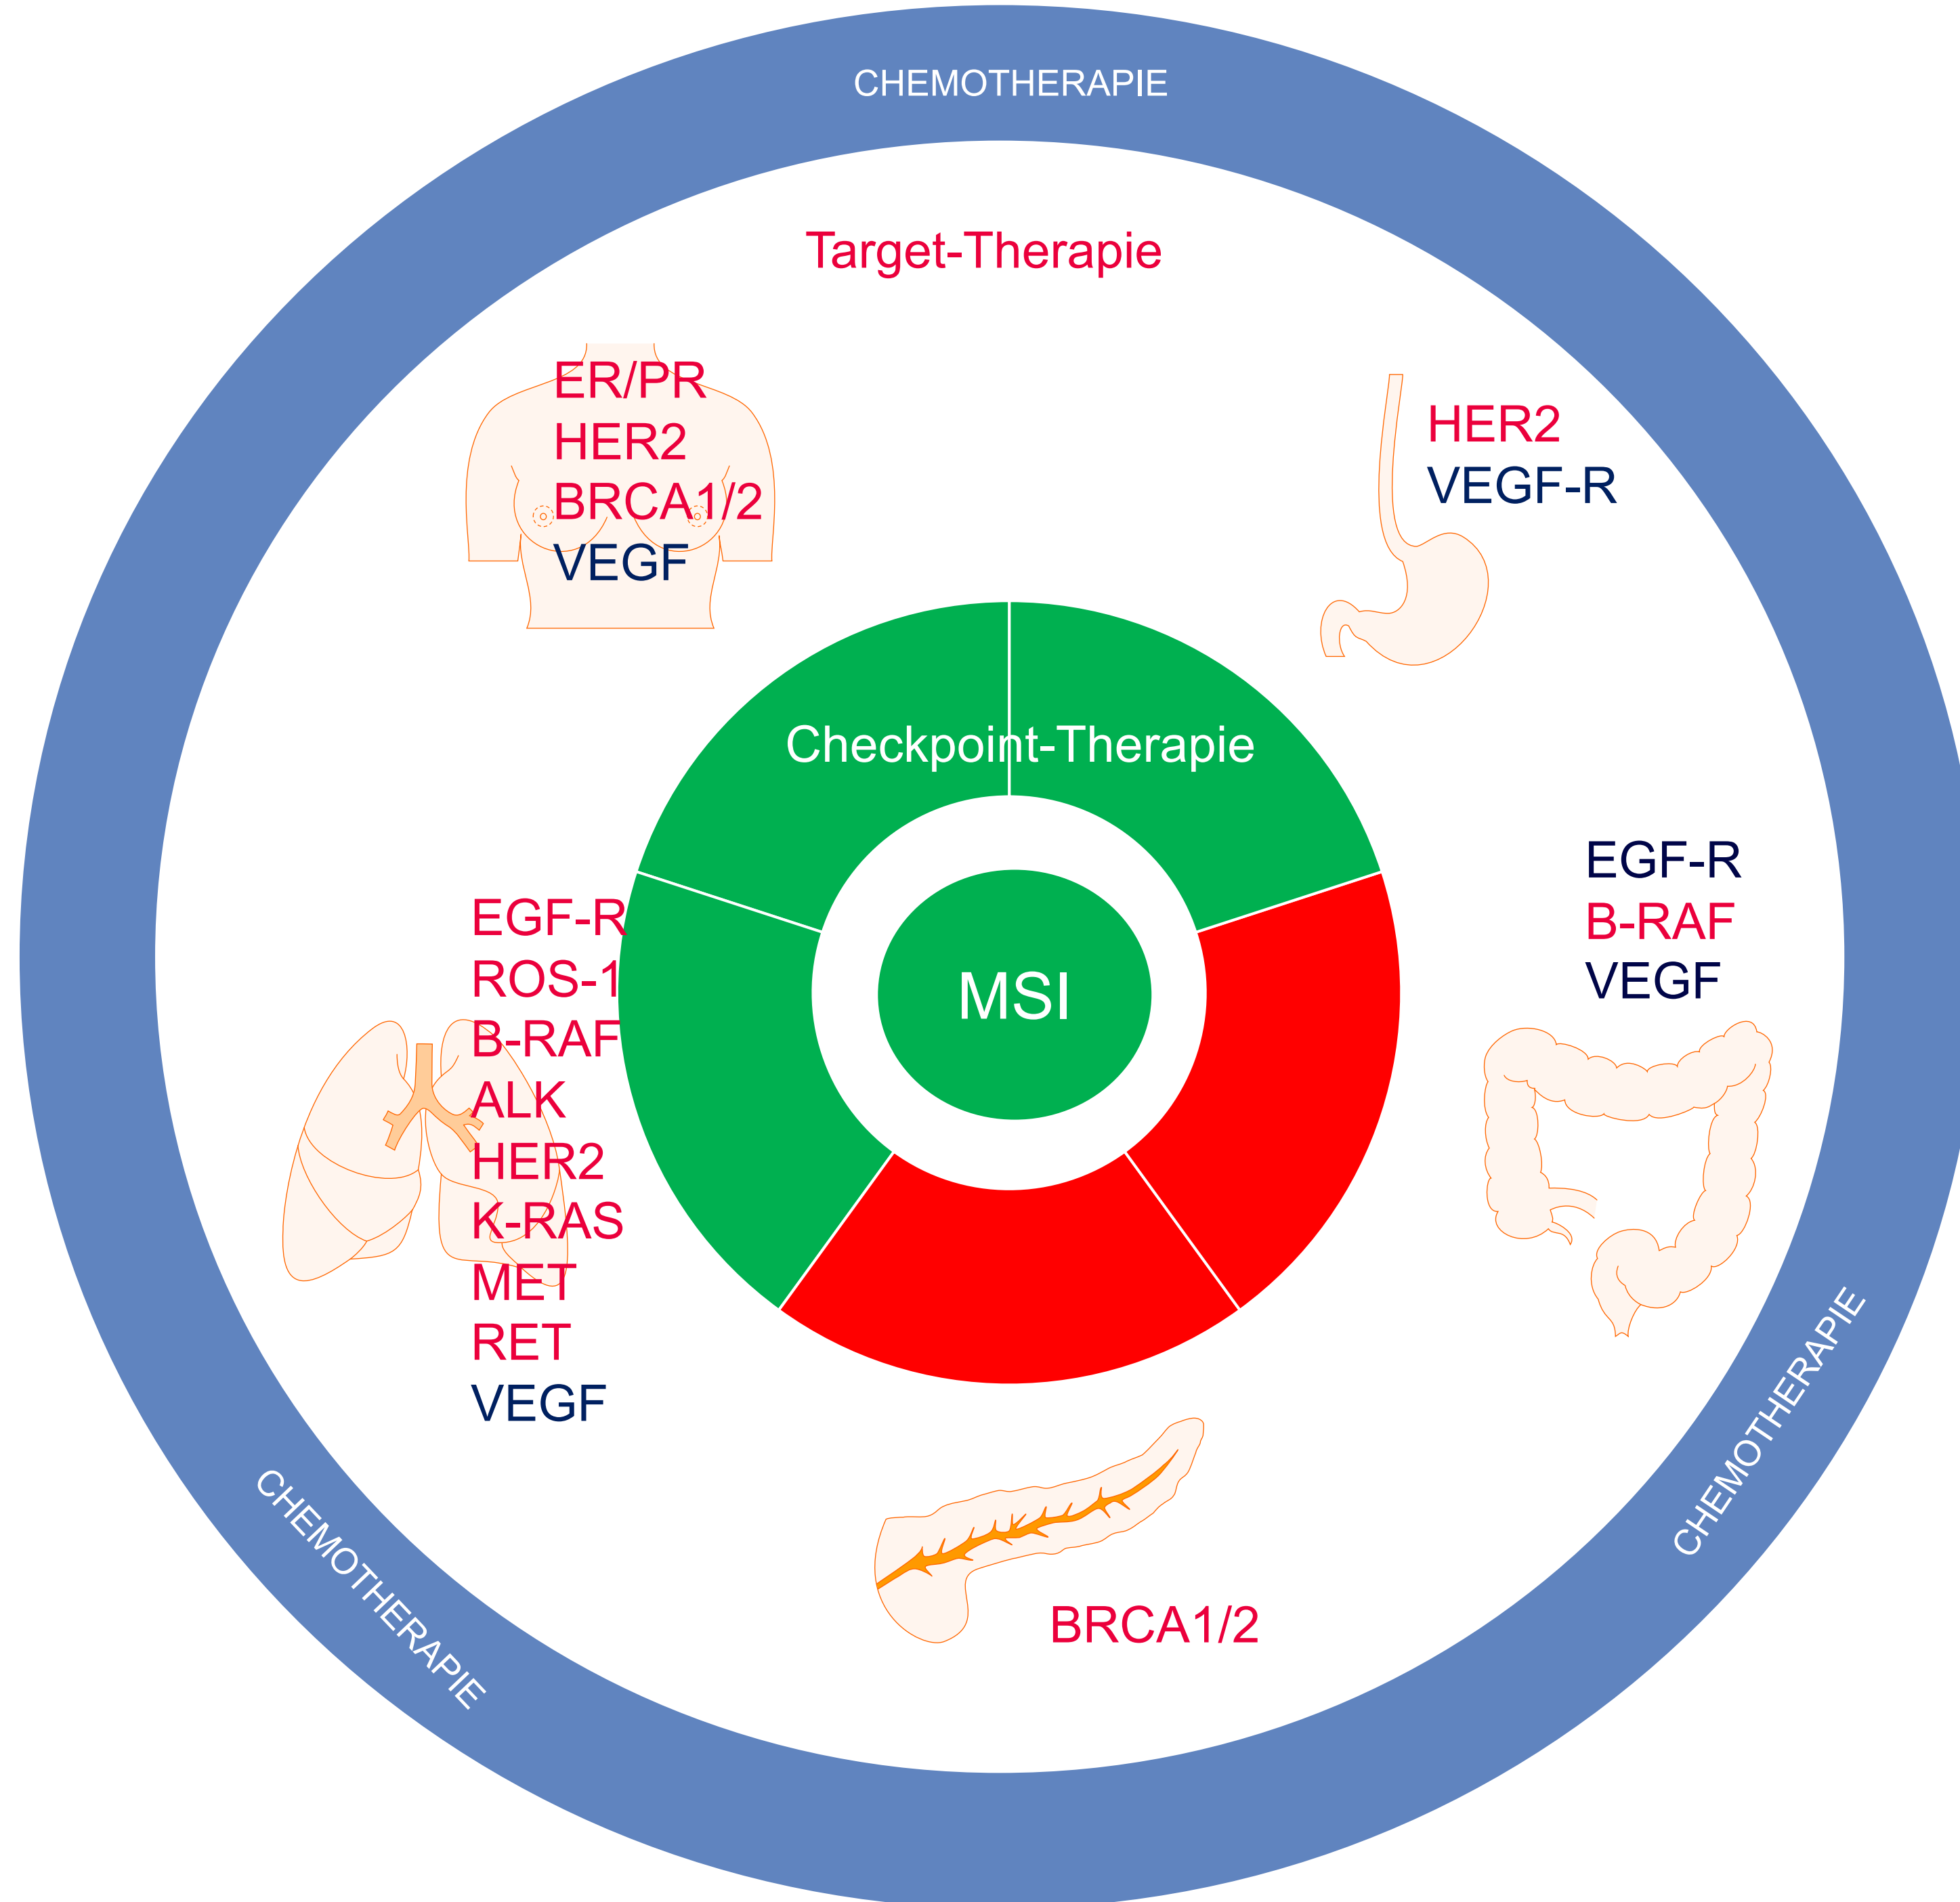 CHEMOTHERAPIE
Target-Therapie
ER/PR
HER2
BRCA1/2
VEGF
HER2
VEGF-R
Checkpoint-Therapie
MSI
EGF-R
B-RAF
VEGF
EGF-R
ROS-1
B-RAF
ALK
HER2
K-RAS
MET
RET
VEGF
BRCA1/2
CHEMOTHERAPIE
CHEMOTHERAPIE